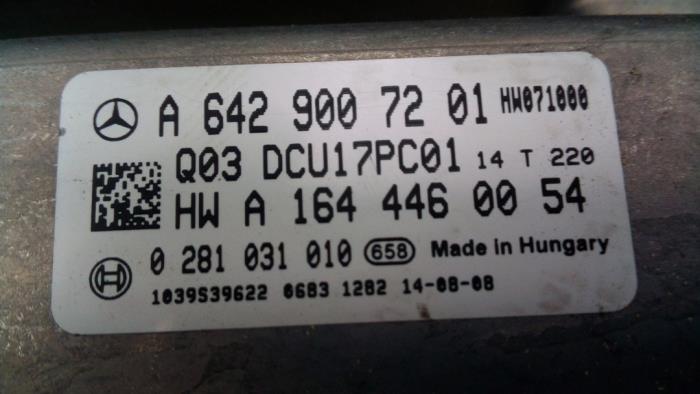 A 642 900 72 01 HW071000
Q03 DCU17PC01 14 T 220
HW A 164 446 00 54
0 281 031 010 658 Made in Hungary
1039S39622 0683 1282 14-08-08